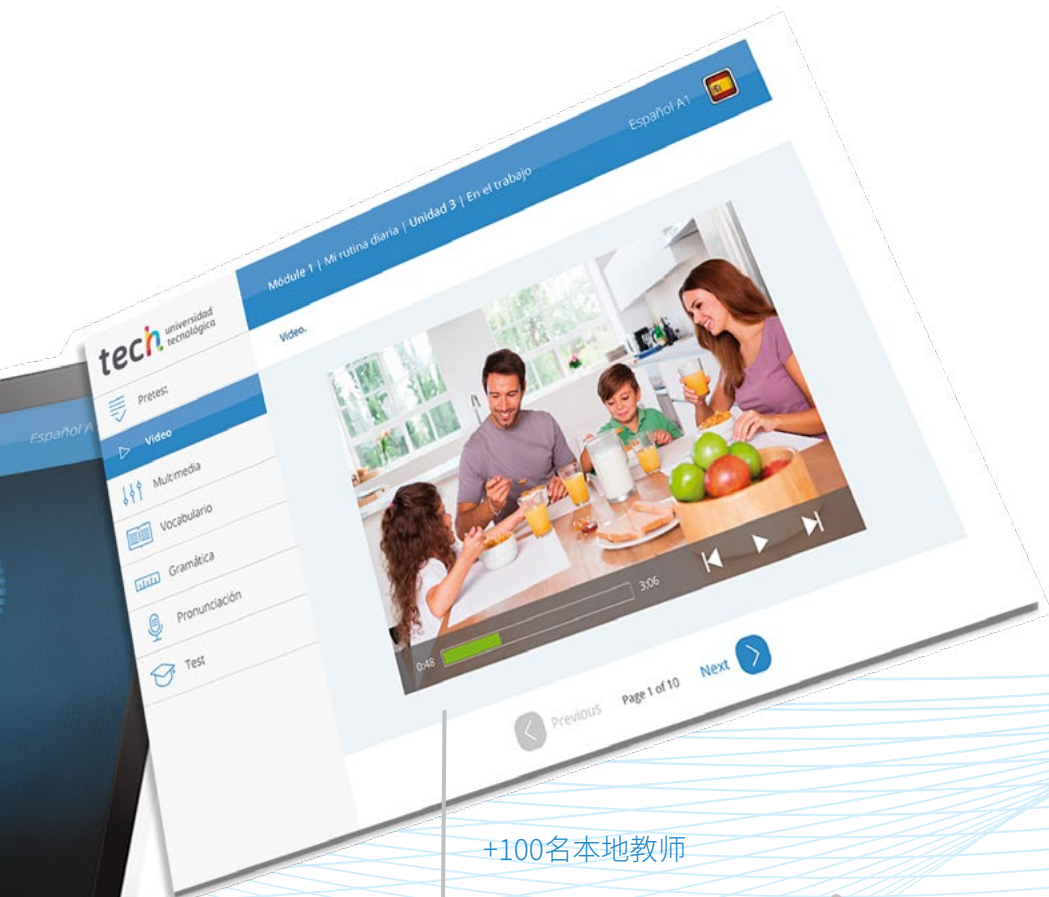 Español A1
Módule 1 | Mi rutina diaria | Unidad 3 | En el trabajo
tech universidad
tecnológica
Video.
Pretest
Video
Multimedia
Vocabulario
Gramática
Pronunciación
Test
0:48
3:06
Previous
Page 1 of 10
Next
Español A
+100名本地教师